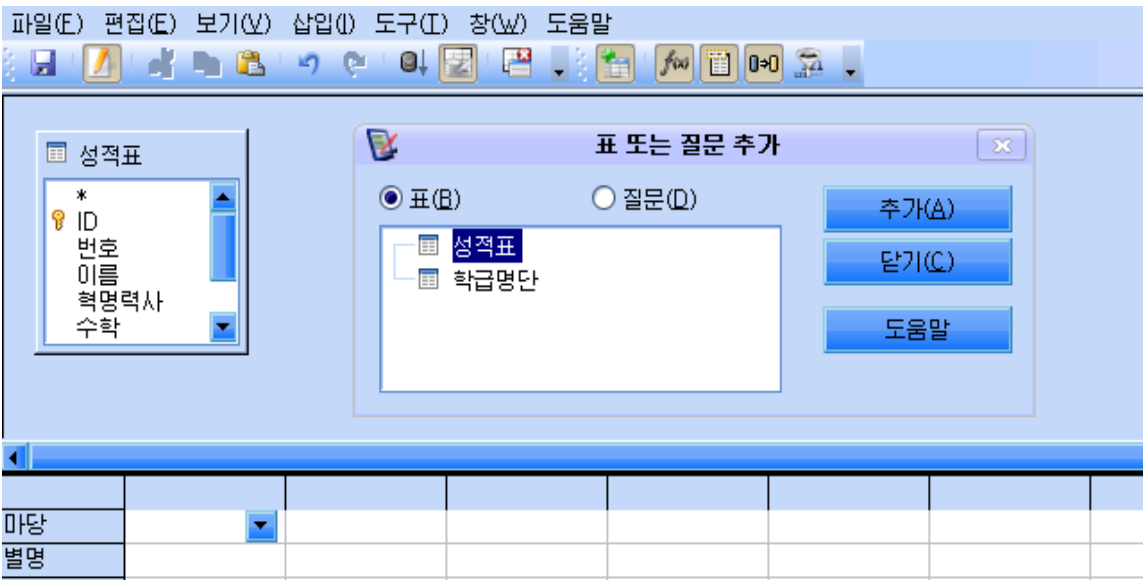 파일(F) 편집(E) 보기(V) 삽입(I) 도구(T) 창(W) 도움말
성적표
*
ID
번호
이름
혁명력사
수학
표 또는 질문 추가
표(B) 질문(D)
성적표
학급명단
추가(A)
닫기(C)
도움말
마당
별명